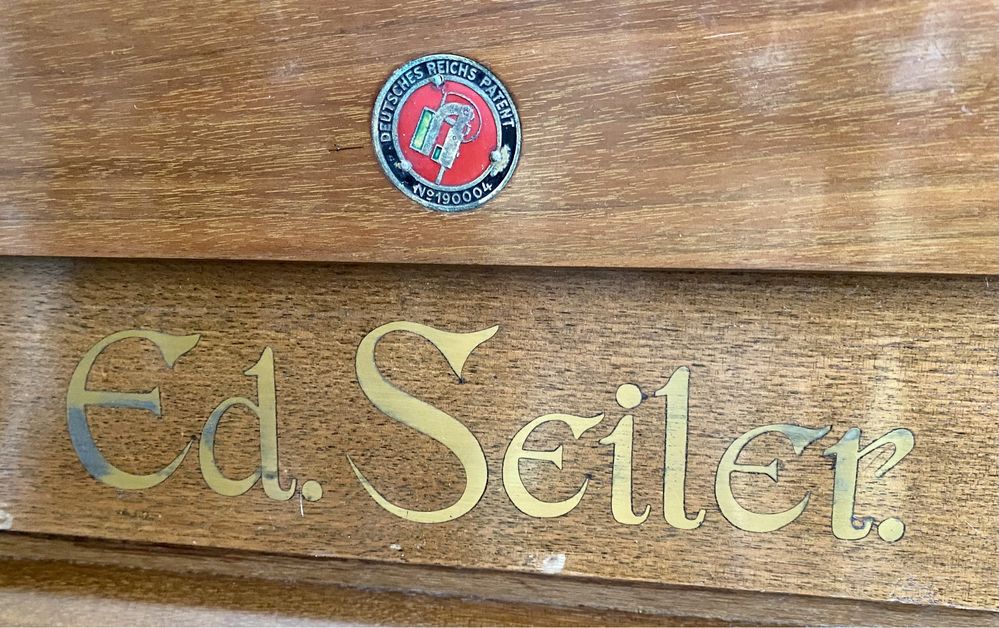 DEUTSCHES REICHS PATENT
No 190004
Ed. Seiler.